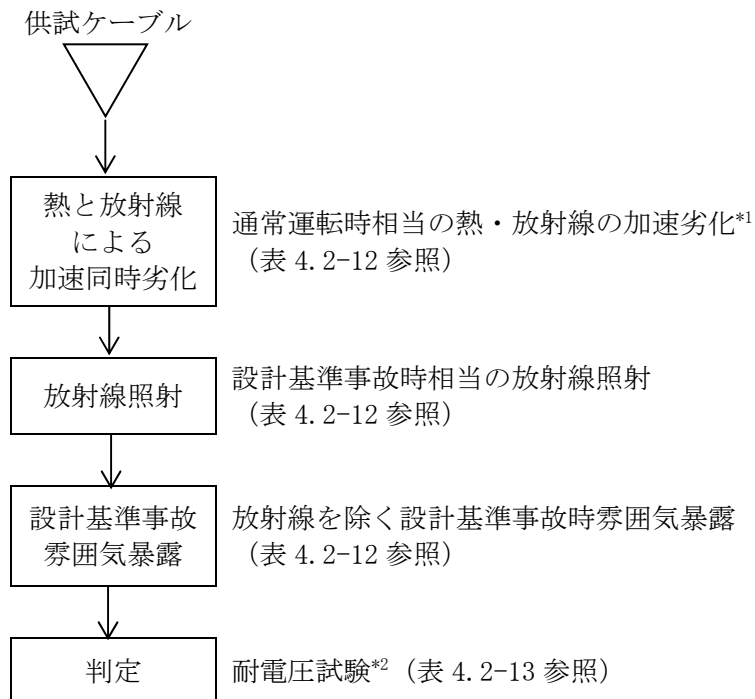 供試ケーブル
熱と放射線
による
加速同時劣化
通常運転時相当の熱・放射線の加速劣化*1
（表 4.2-12 参照）
放射線照射
設計基準事故時相当の放射線照射
（表 4.2-12 参照）
設計基準事故
雰囲気暴露
放射線を除く設計基準事故時雰囲気暴露
（表 4.2-12 参照）
判定
耐電圧試験*2（表 4.2-13 参照）